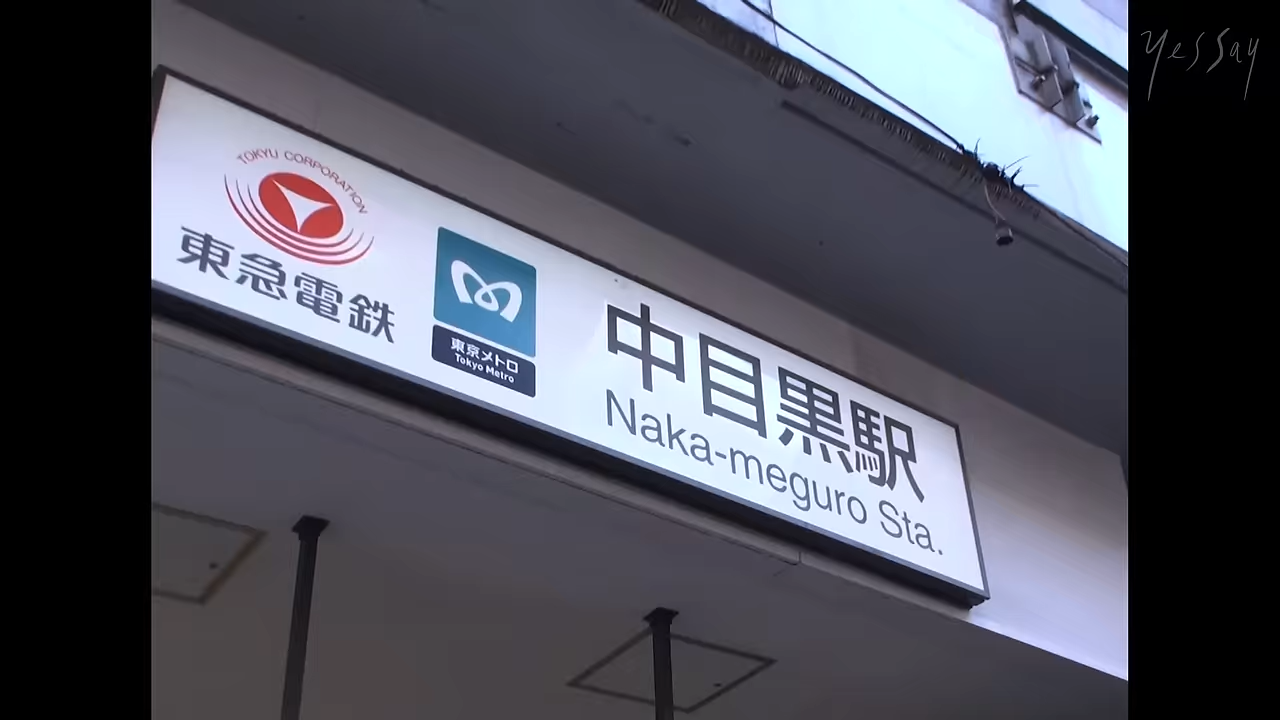 yessay
TOKYU CORPORATION
東急電鉄
東京メトロ
Tokyo Metro
中目黒駅
Naka-meguro Sta.